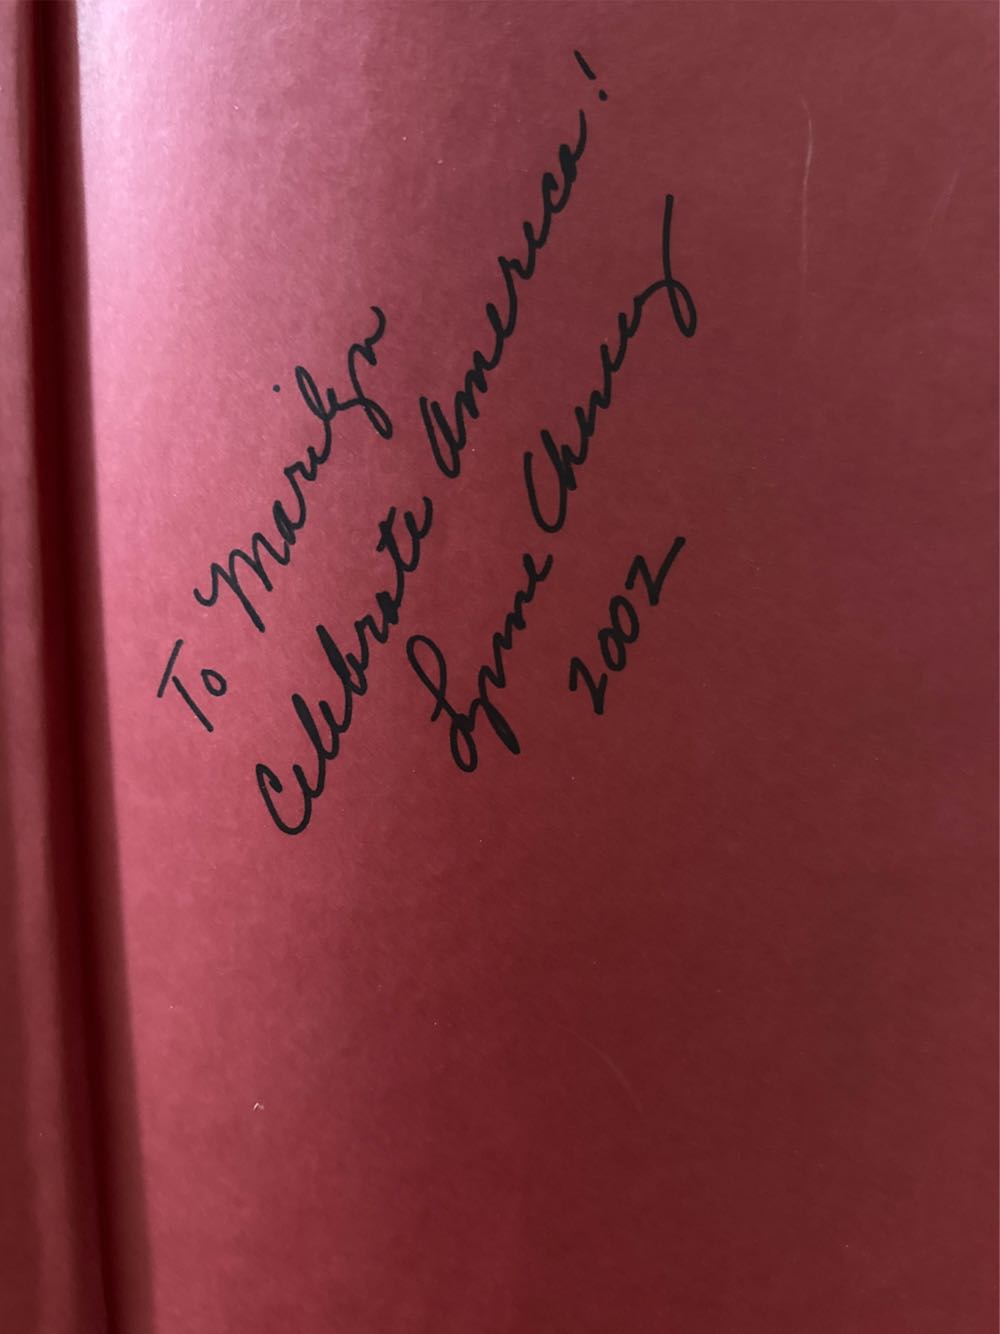 To Marilyn
Celebrate America!
Lynne Cheney
2002